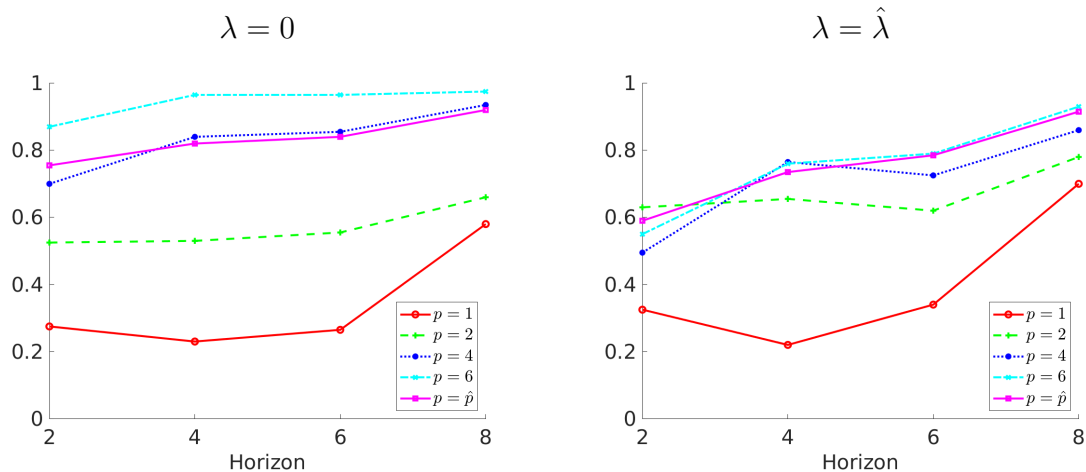 λ = 0
1
0.8
0.6
0.4
0.2
0
2
4
6
8
Horizon
p = 1
p = 2
p = 4
p = 6
p = p̂
λ = λ̂
1
0.8
0.6
0.4
0.2
0
2
4
6
8
Horizon
p = 1
p = 2
p = 4
p = 6
p = p̂